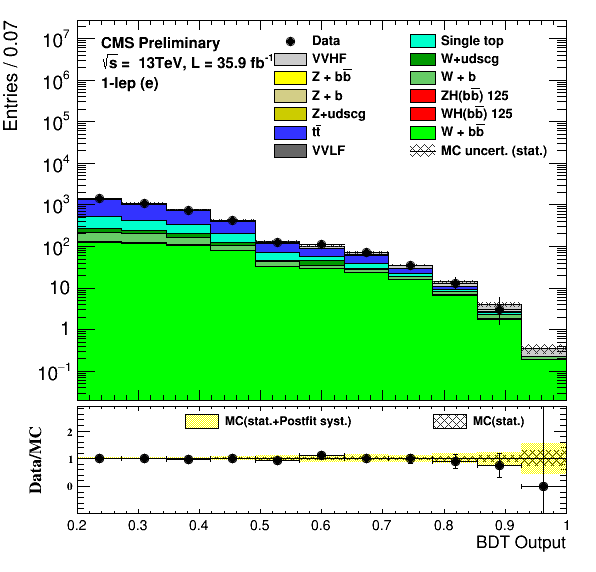 Entries / 0.07
10⁷
10⁶
10⁵
10⁴
10³
10²
10
1
10⁻¹
CMS Preliminary
√s = 13TeV, L = 35.9 fb⁻¹
1-lep (e)
Data
VVHF
Z + bb̅
Z + b
Z+udscg
tt̅
VVLF
Single top
W+udscg
W + b
ZH(bb̅) 125
WH(bb̅) 125
W + bb̅
MC uncert. (stat.)
Data/MC
2
1
0
MC(stat.+Postfit syst.)
MC(stat.)
0.2 0.3 0.4 0.5 0.6 0.7 0.8 0.9 1
BDT Output